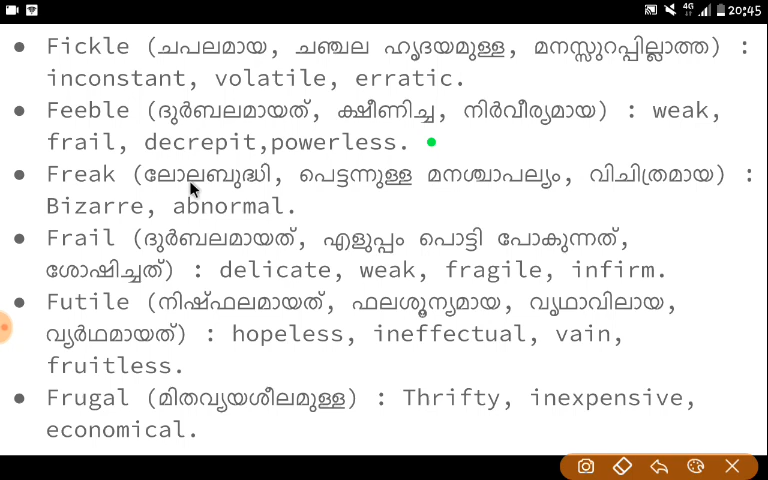 4G 20:45
• Fickle (ചപലമായ, ചഞ്ചല ഹൃദയമുള്ള, മനസ്സുറപ്പില്ലാത്ത) :
inconstant, volatile, erratic.
• Feeble (ദുർബലമായത്, ക്ഷീണിച്ച, നിർവീര്യമായ) : weak,
frail, decrepit,powerless.
• Freak (ലോലബുദ്ധി, പെട്ടന്നുള്ള മനശ്ചാപല്യം, വിചിത്രമായ) :
Bizarre, abnormal.
• Frail (ദുർബലമായത്, എളുപ്പം പൊട്ടി പോകുന്നത്,
ശോഷിച്ചത്) : delicate, weak, fragile, infirm.
• Futile (നിഷ്ഫലമായത്, ഫലശൂന്യമായ, വൃഥാവിലായ,
വ്യർഥമായത്) : hopeless, ineffectual, vain,
fruitless.
• Frugal (മിതവ്യയശീലമുള്ള) : Thrifty, inexpensive,
economical.